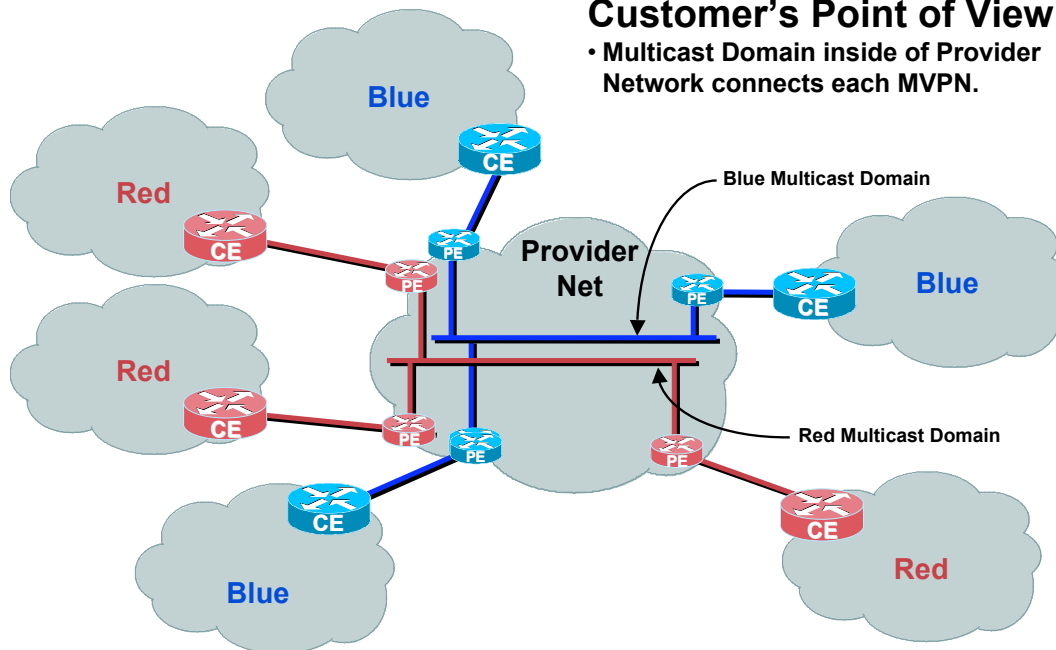 Customer's Point of View
• Multicast Domain inside of Provider
Network connects each MVPN.
Blue
CE
Red
CE
Blue Multicast Domain
PE
Provider
Net
PE
PE
Blue
CE
Red
CE
PE
PE
Red Multicast Domain
PE
CE
CE
Blue
Red